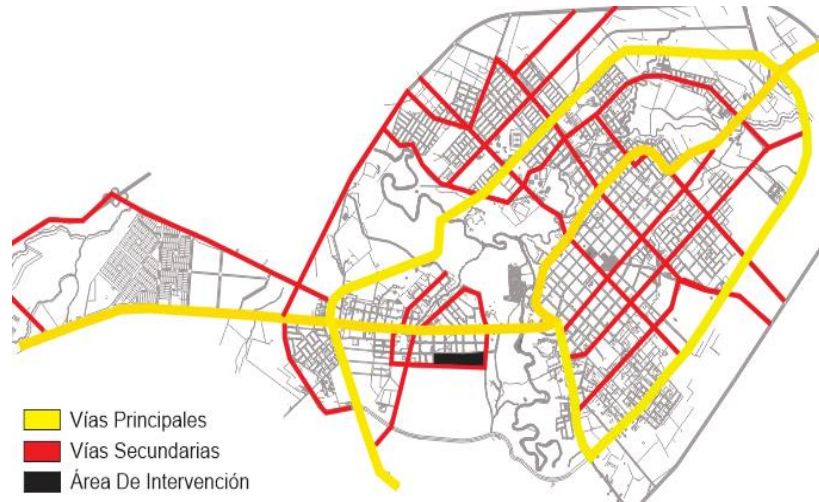 Vías Principales
Vías Secundarias
Área De Intervención